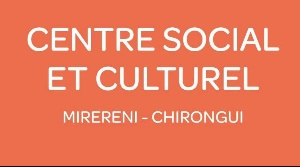 CENTRE SOCIAL
ET CULTUREL
MIRERENI - CHIRONGUI